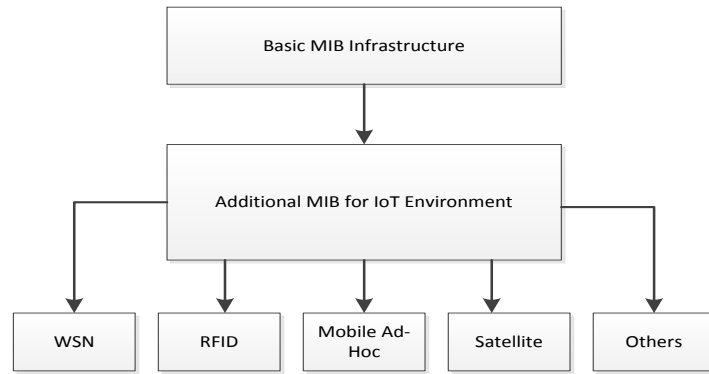 Basic MIB Infrastructure
Additional MIB for IoT Environment
WSN
RFID
Mobile Ad-
Hoc
Satellite
Others